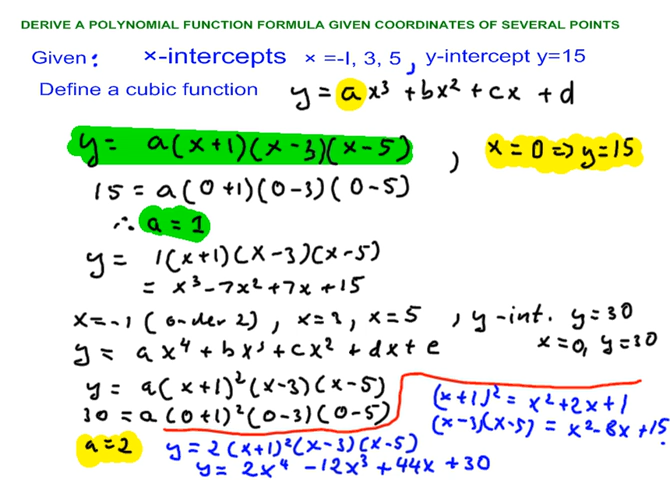 DERIVE A POLYNOMIAL FUNCTION FORMULA GIVEN COORDINATES OF SEVERAL POINTS
Given: x-intercepts x =-1, 3, 5, y-intercept y=15
Define a cubic function y = ax³ + bx² + cx + d
y = a(x+1)(x-3)(x-5), x=0 => y=15
15 = a(0+1)(0-3)(0-5)
∴ a = 1
y = 1(x+1)(x-3)(x-5)
= x³-7x²+7x+15
x=-1 (order 2), x=3, x=5, y-int. y=30
x=0, y=30
y = ax⁴+bx³+cx²+dx+e
y = a(x+1)²(x-3)(x-5)
30 = a(0+1)²(0-3)(0-5)
(x+1)² = x²+2x+1
(x-3)(x-5) = x²-8x+15
a=2
y = 2(x+1)²(x-3)(x-5)
y = 2x⁴-12x³+44x+30